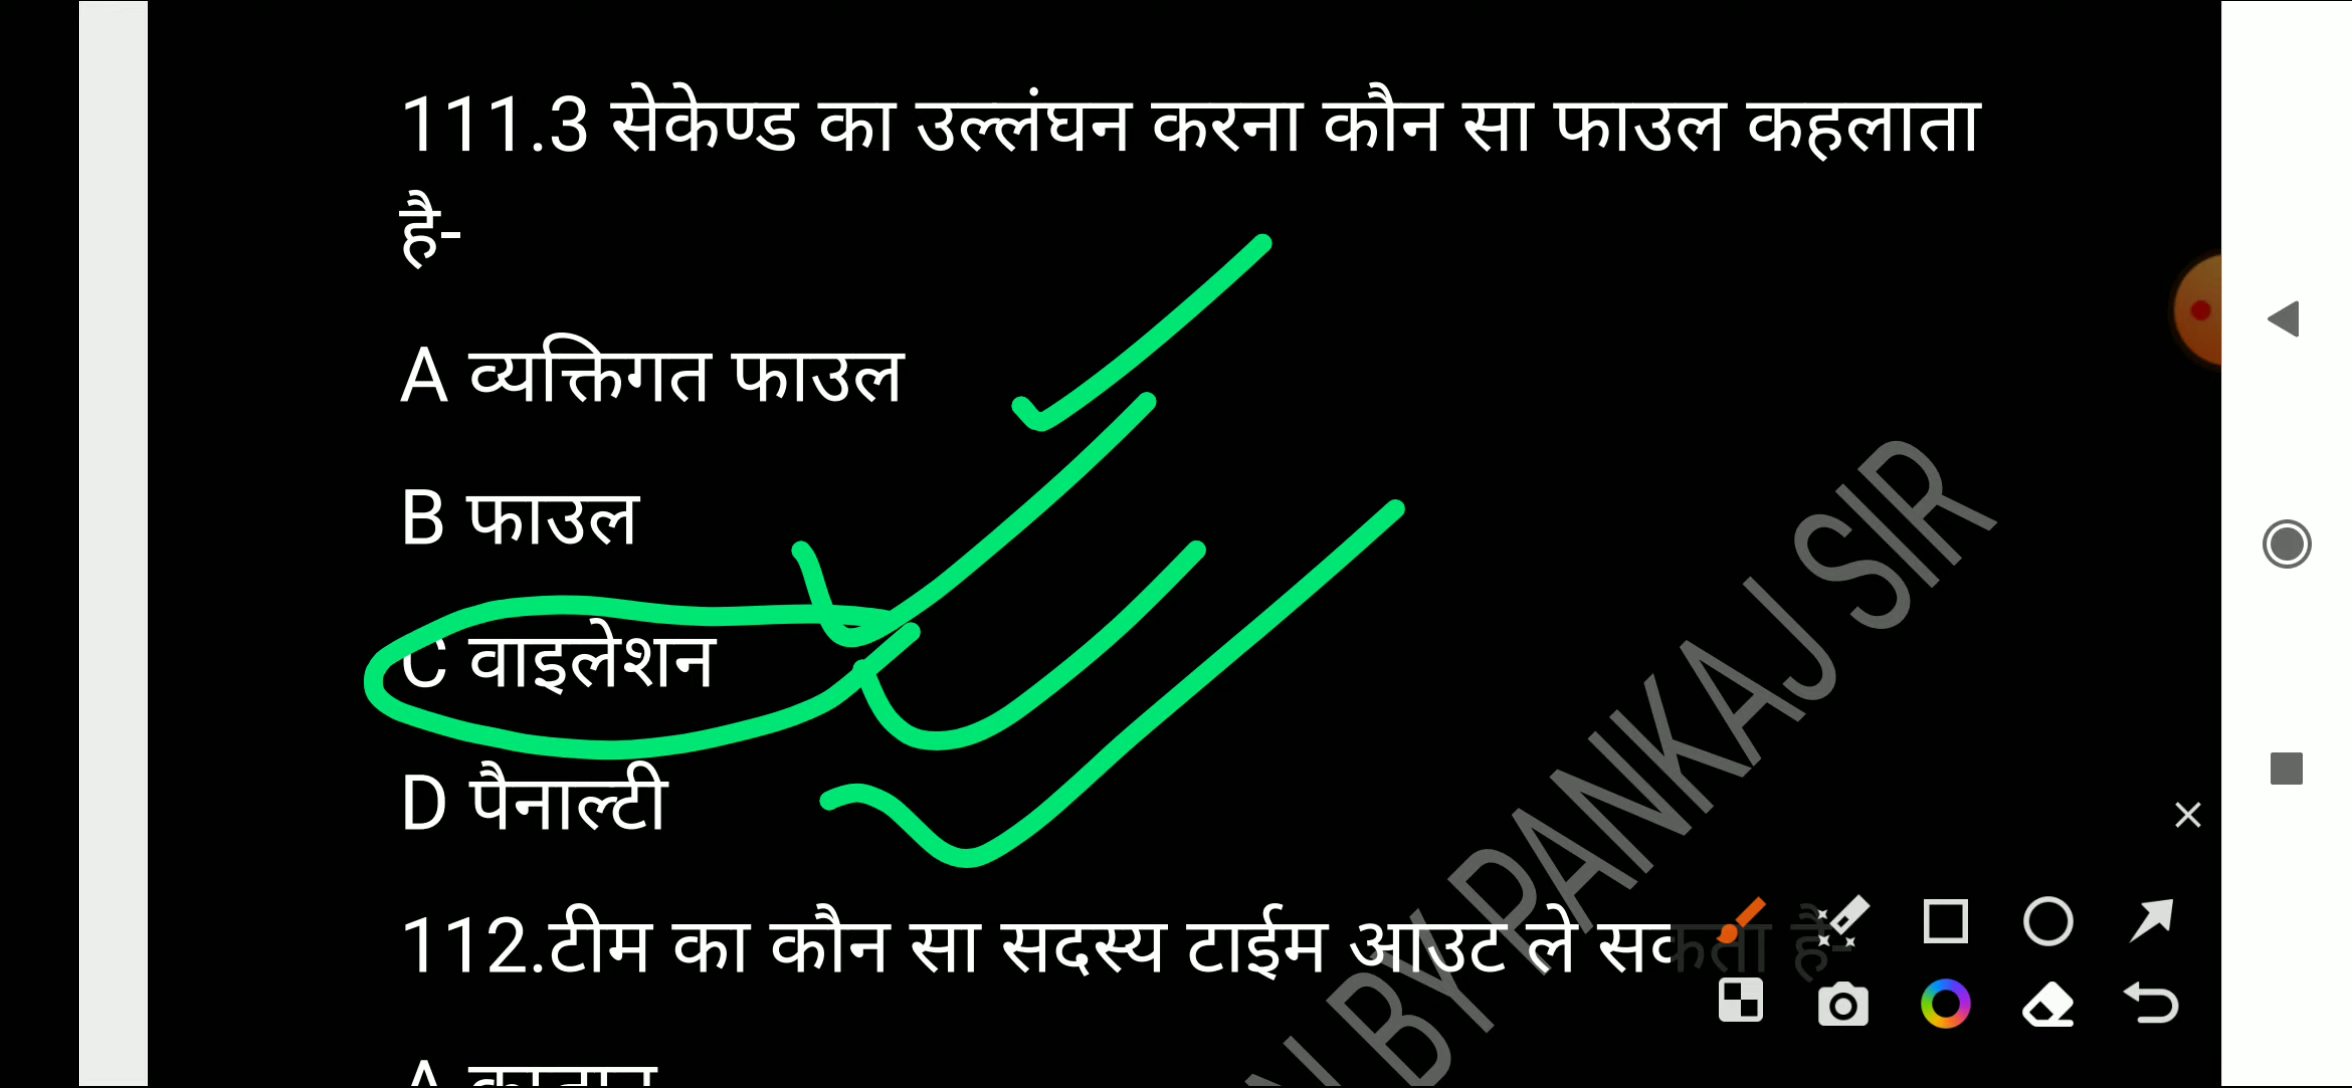 111.3 सेकेण्ड का उल्लंघन करना कौन सा फाउल कहलाता
है-
A व्यक्तिगत फाउल
B फाउल
C वाइलेशन
D पैनाल्टी
112.टीम का कौन सा सदस्य टाईम आउट ले सकता है-
A
BY PANKAJ SIR